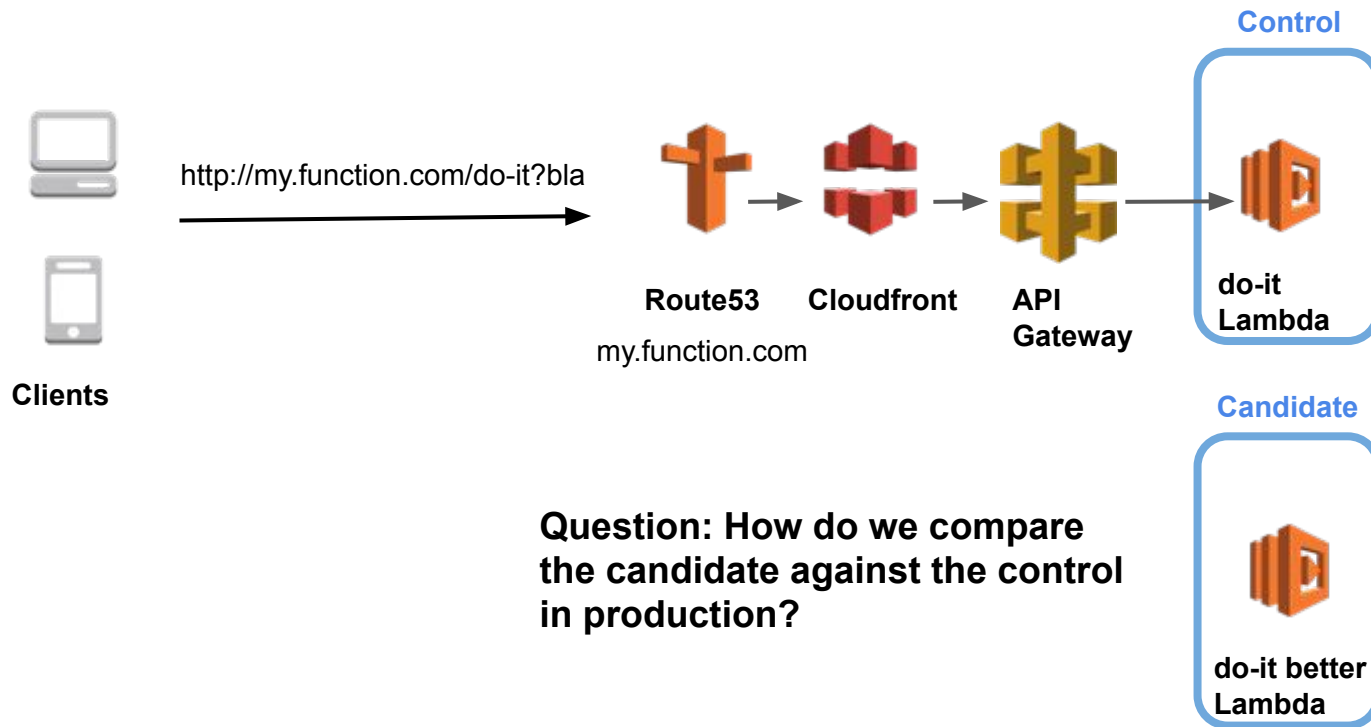 Control
http://my.function.com/do-it?bla
Route53
Cloudfront
API
Gateway
do-it
Lambda
my.function.com
Clients
Candidate
Question: How do we compare
the candidate against the control
in production?
do-it better
Lambda